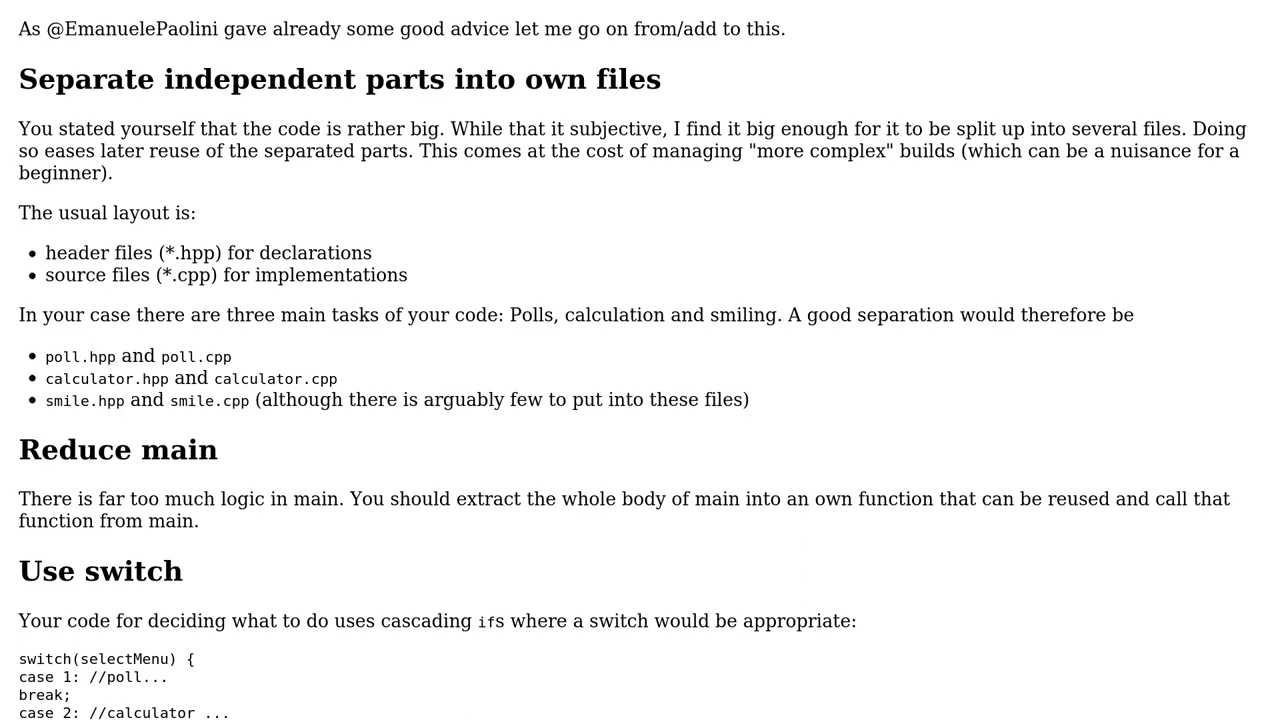 As @EmanuelePaolini gave already some good advice let me go on from/add to this.
Separate independent parts into own files
You stated yourself that the code is rather big. While that it subjective, I find it big enough for it to be split up into several files. Doing
so eases later reuse of the separated parts. This comes at the cost of managing "more complex" builds (which can be a nuisance for a
beginner).
The usual layout is:
• header files (*.hpp) for declarations
• source files (*.cpp) for implementations
In your case there are three main tasks of your code: Polls, calculation and smiling. A good separation would therefore be
• poll.hpp and poll.cpp
• calculator.hpp and calculator.cpp
• smile.hpp and smile.cpp (although there is arguably few to put into these files)
Reduce main
There is far too much logic in main. You should extract the whole body of main into an own function that can be reused and call that
function from main.
Use switch
Your code for deciding what to do uses cascading ifs where a switch would be appropriate:
switch(selectMenu) {
case 1: //poll...
break;
case 2: //calculator ...